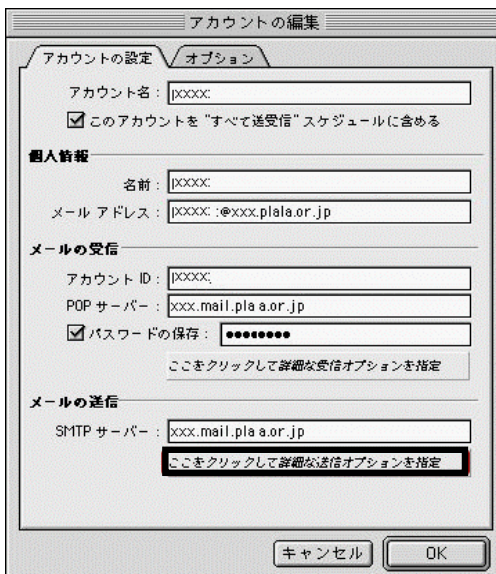 アカウントの編集
アカウントの設定 オプション
アカウント名： xxxx
このアカウントを "すべて送受信" スケジュールに含める
個人情報
名前： xxxx
メール アドレス： xxxx @xxx.plala.or.jp
メールの受信
アカウント ID： xxxx
POP サーバー： xxx.mail.pla a.or.jp
パスワードの保存： ●●●●●●●●
ここをクリックして詳細な受信オプションを指定
メールの送信
SMTP サーバー： xxx.mail.pla a.or.jp
ここをクリックして詳細な送信オプションを指定
キャンセル OK